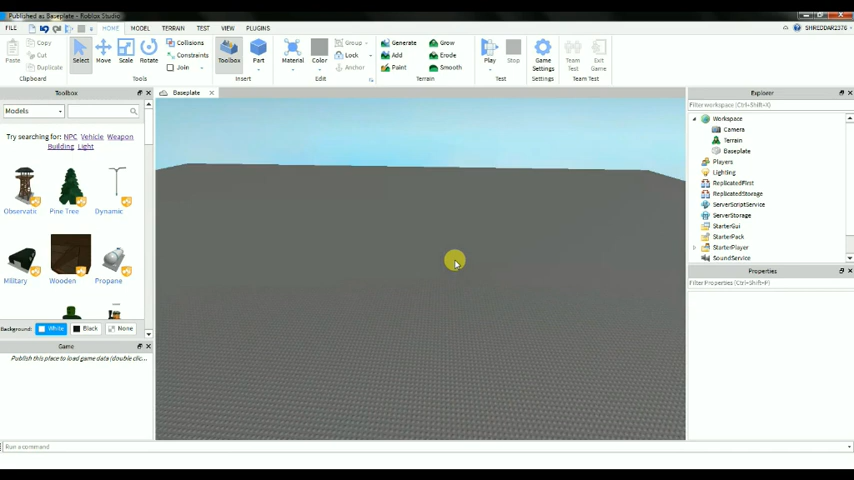 Published as Baseplate - Roblox Studio
FILE HOME MODEL TERRAIN TEST VIEW PLUGINS SHREDDAR2376
Paste Copy Cut Duplicate Select Move Scale Rotate Collisions Constraints Join Toolbox Part Material Color Group Lock Anchor Generate Add Paint Grow Erode Smooth Play Stop Game Settings Team Test Exit Game
Clipboard Tools Insert Edit Terrain Test Settings Team Test
Toolbox
Baseplate
Explorer
Models
Filter workspace (Ctrl+Shift+X)
Try searching for: NPC Vehicle Weapon
Building Light
Workspace
Camera
Terrain
Baseplate
Players
Lighting
ReplicatedFirst
ReplicatedStorage
ServerScriptService
ServerStorage
StarterGui
StarterPack
StarterPlayer
SoundService
Observatic Pine Tree Dynamic
Military Wooden Propane
Properties
Filter Properties (Ctrl+Shift+P)
Background: White Black None
Game
Publish this place to load game data (double clic...
Run a command